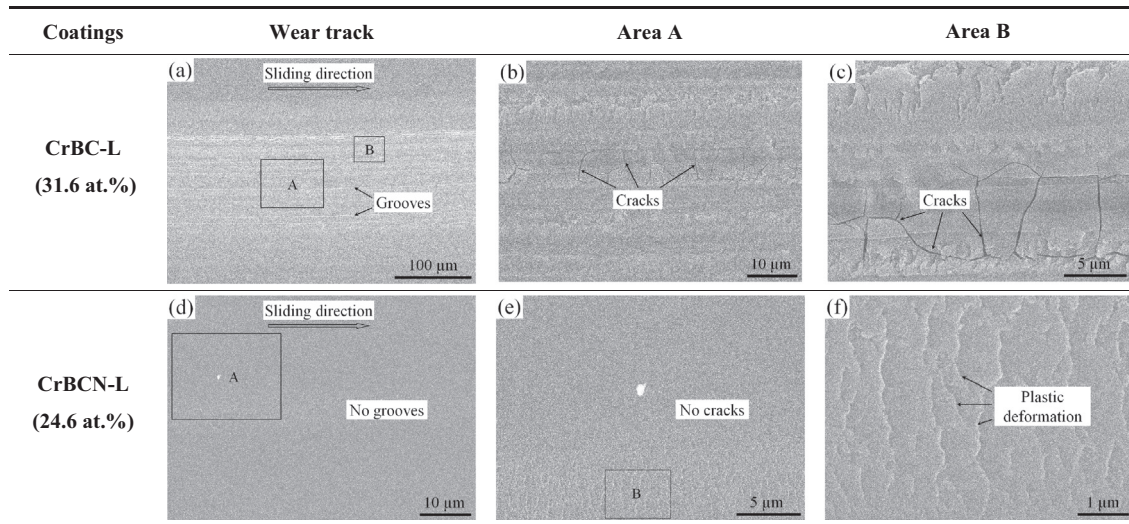 Coatings Wear track Area A Area B
CrBC-L
(31.6 at.%)
(a) Sliding direction
B
A
Grooves
100 μm
(b)
Cracks
10 μm
(c)
Cracks
5 μm
CrBCN-L
(24.6 at.%)
(d) Sliding direction
A
No grooves
10 μm
(e)
No cracks
B
5 μm
(f)
Plastic
deformation
1 μm